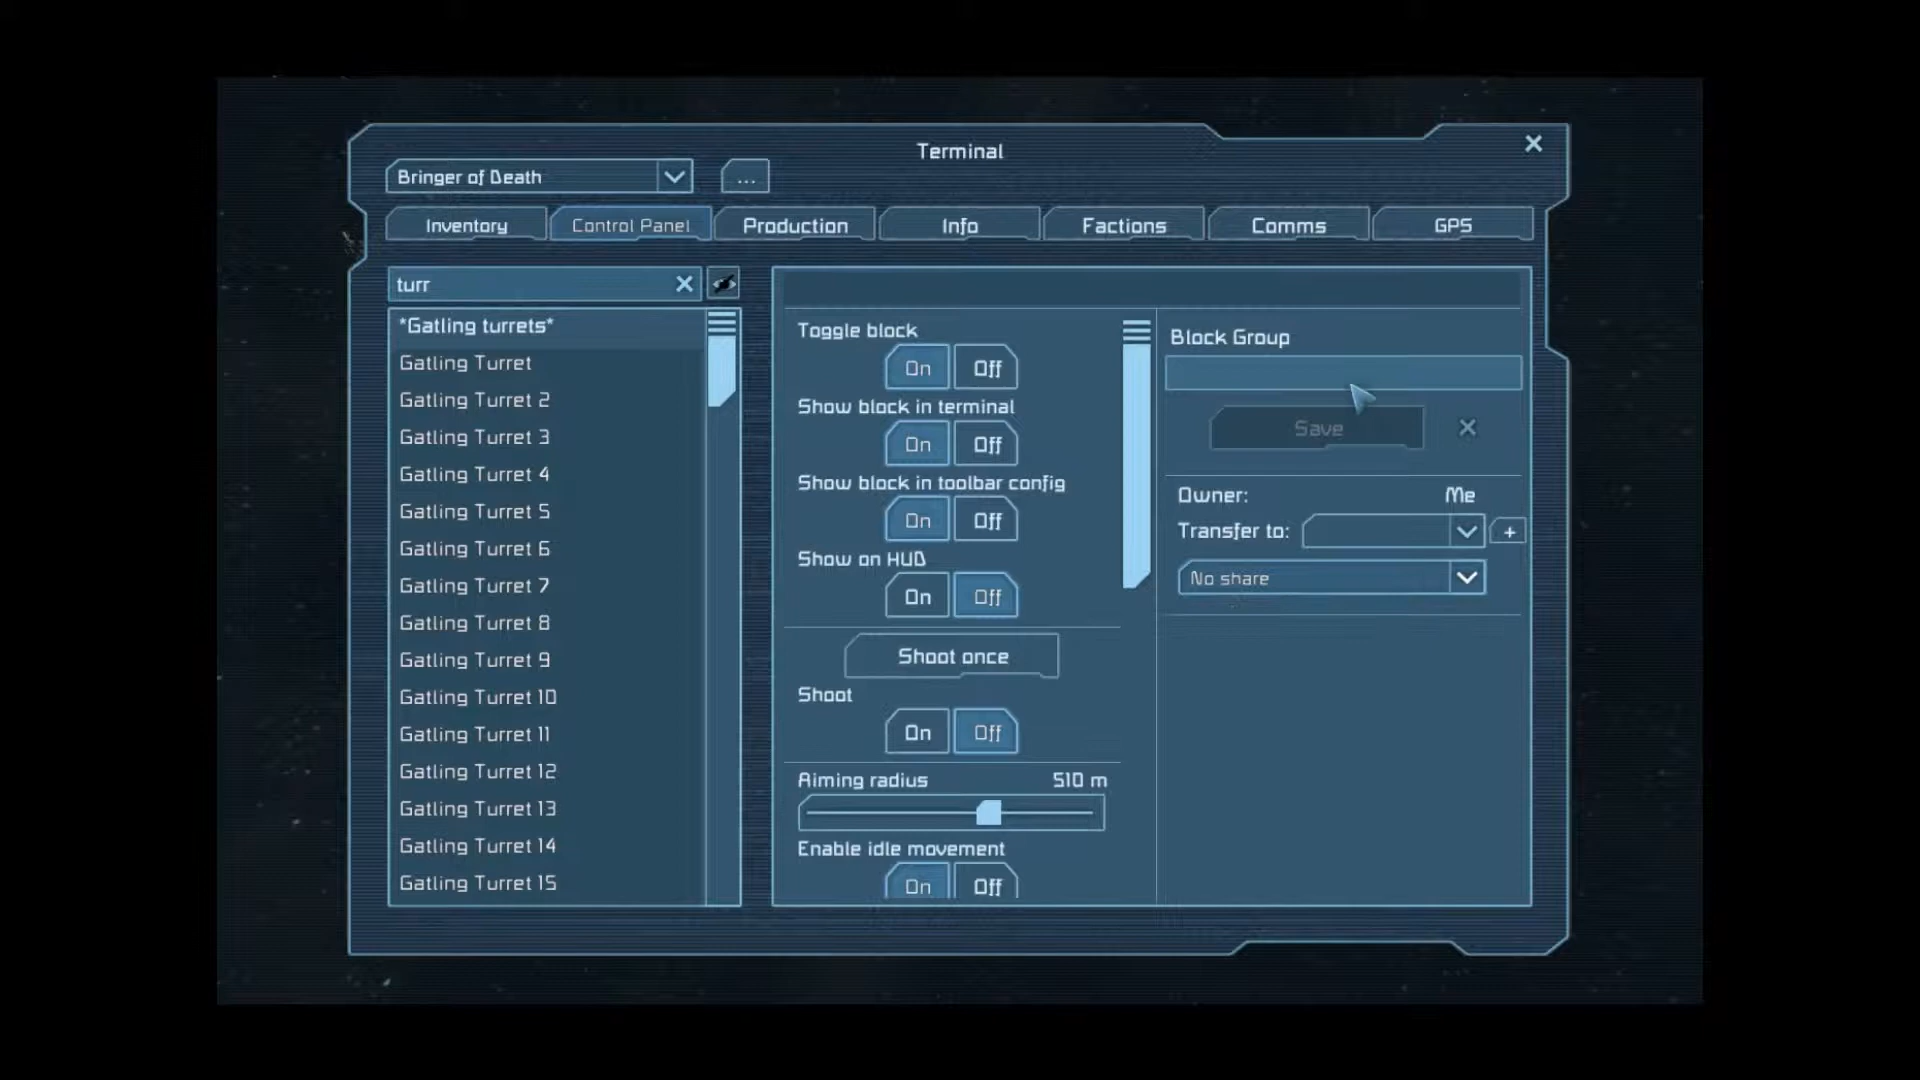 Terminal
Bringer of Death
...
Inventory
Control Panel
Production
Info
Factions
Comms
GPS
turr
*Gatling turrets*
Gatling Turret
Gatling Turret 2
Gatling Turret 3
Gatling Turret 4
Gatling Turret 5
Gatling Turret 6
Gatling Turret 7
Gatling Turret 8
Gatling Turret 9
Gatling Turret 10
Gatling Turret 11
Gatling Turret 12
Gatling Turret 13
Gatling Turret 14
Gatling Turret 15
Toggle block
On Off
Show block in terminal
On Off
Show block in toolbar config
On Off
Show on HUD
On Off
Shoot once
Shoot
On Off
Aiming radius 510 m
Enable idle movement
On Off
Block Group
Save
Owner: Me
Transfer to:
+
No share